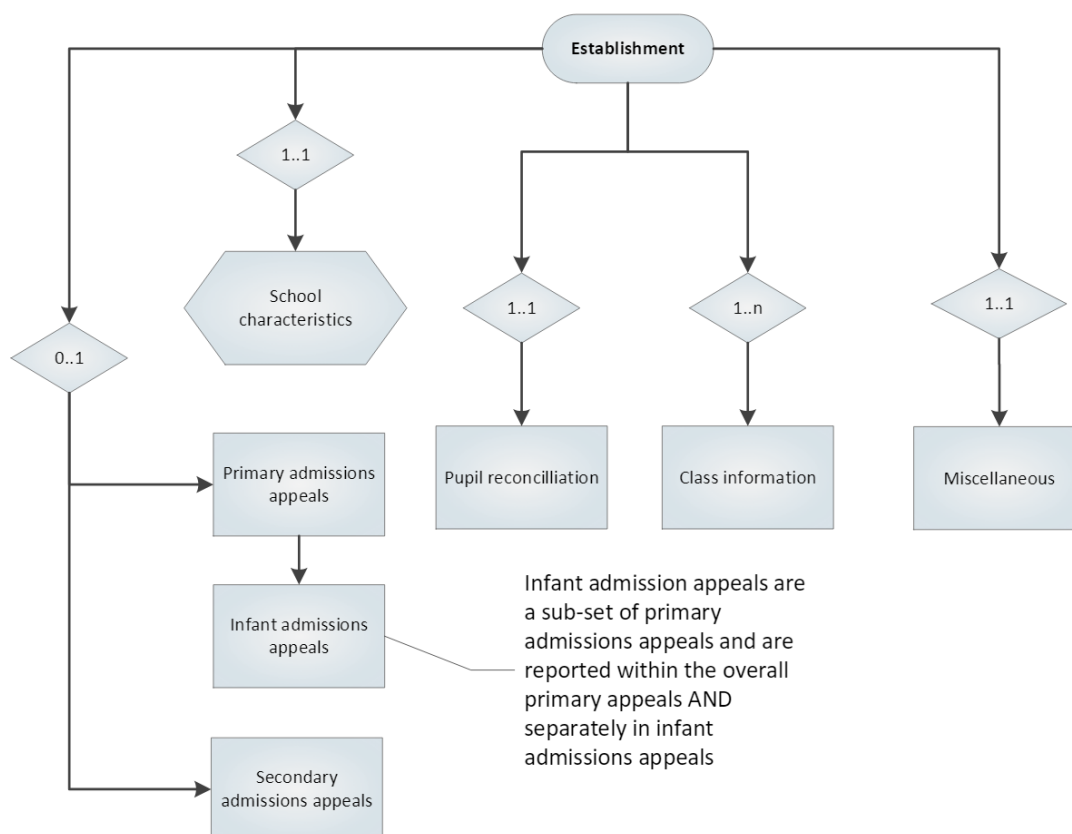 Establishment
1..1
School
characteristics
0..1
1..1
1..n
1..1
Primary admissions
appeals
Pupil reconcilliation
Class information
Miscellaneous
Infant admissions
appeals
Infant admission appeals are
a sub-set of primary
admissions appeals and are
reported within the overall
primary appeals AND
separately in infant
admissions appeals
Secondary
admissions appeals